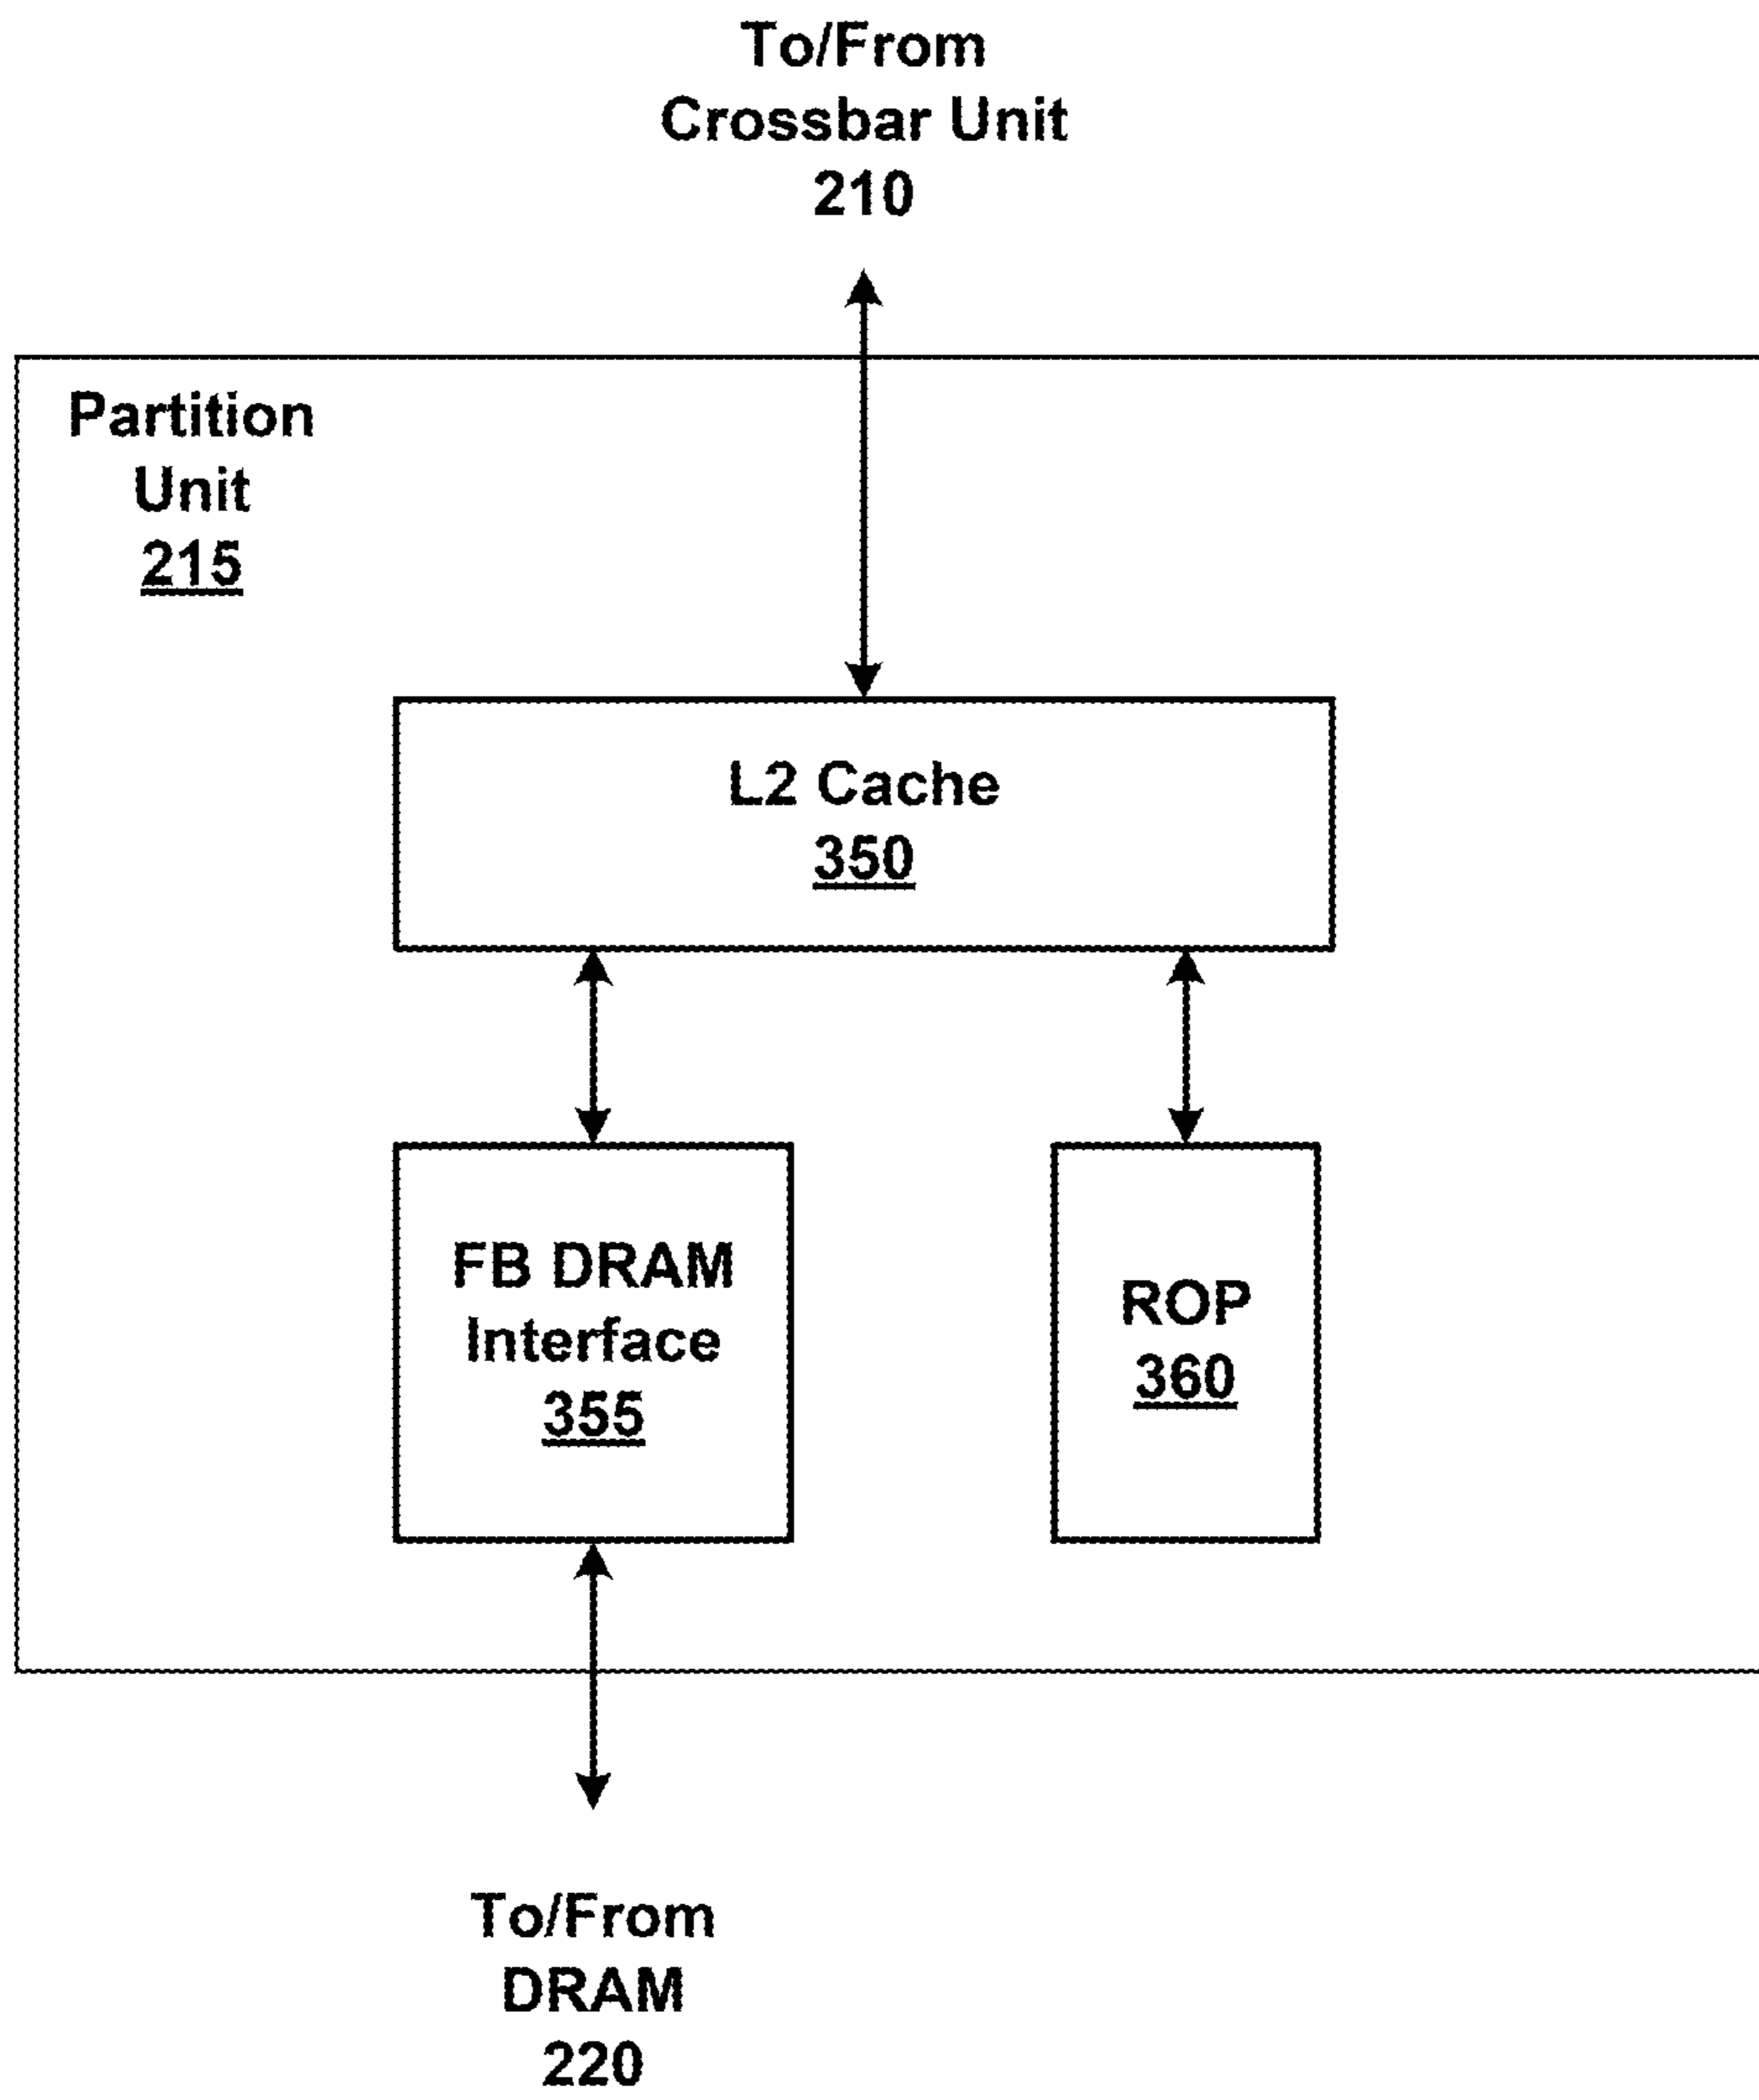 To/From
Crossbar Unit
210
Partition
Unit
215
L2 Cache
350
FB DRAM
Interface
355
ROP
360
To/From
DRAM
220